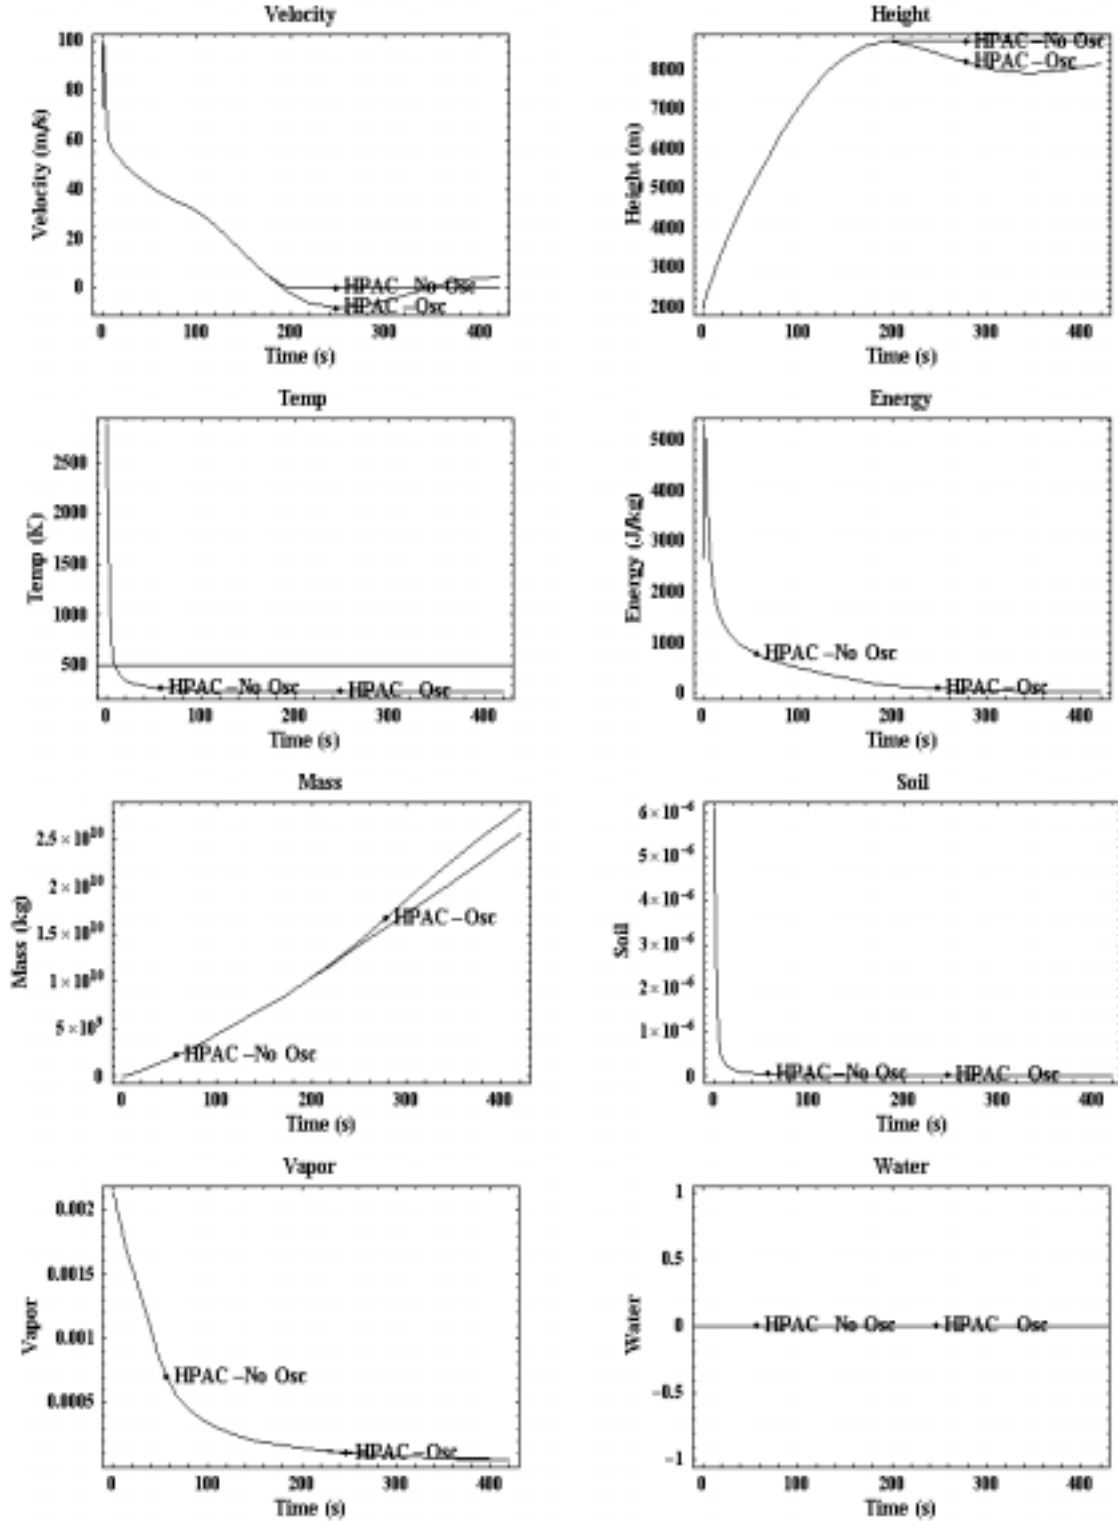 Velocity
Velocity (m/s)
100
80
60
40
20
0
HPAC – No Osc
HPAC – Osc
0 100 200 300 400
Time (s)
Height
Height (m)
8000
7000
6000
5000
4000
3000
2000
HPAC – No Osc
HPAC – Osc
0 100 200 300 400
Time (s)
Temp
Temp (K)
2500
2000
1500
1000
500
HPAC – No Osc
HPAC – Osc
0 100 200 300 400
Time (s)
Energy
Energy (J/kg)
5000
4000
3000
2000
1000
0
HPAC – No Osc
HPAC – Osc
0 100 200 300 400
Time (s)
Mass
Mass (kg)
2.5 × 10^10
2 × 10^10
1.5 × 10^10
1 × 10^10
5 × 10^9
0
HPAC – Osc
HPAC – No Osc
0 100 200 300 400
Time (s)
Soil
Soil
6 × 10^-6
5 × 10^-6
4 × 10^-6
3 × 10^-6
2 × 10^-6
1 × 10^-6
0
HPAC – No Osc
HPAC – Osc
0 100 200 300 400
Time (s)
Vapor
Vapor
0.002
0.0015
0.001
0.0005
HPAC – No Osc
HPAC – Osc
0 100 200 300 400
Time (s)
Water
Water
1
0.5
0
-0.5
-1
HPAC No Osc
HPAC Osc
0 100 200 300 400
Time (s)